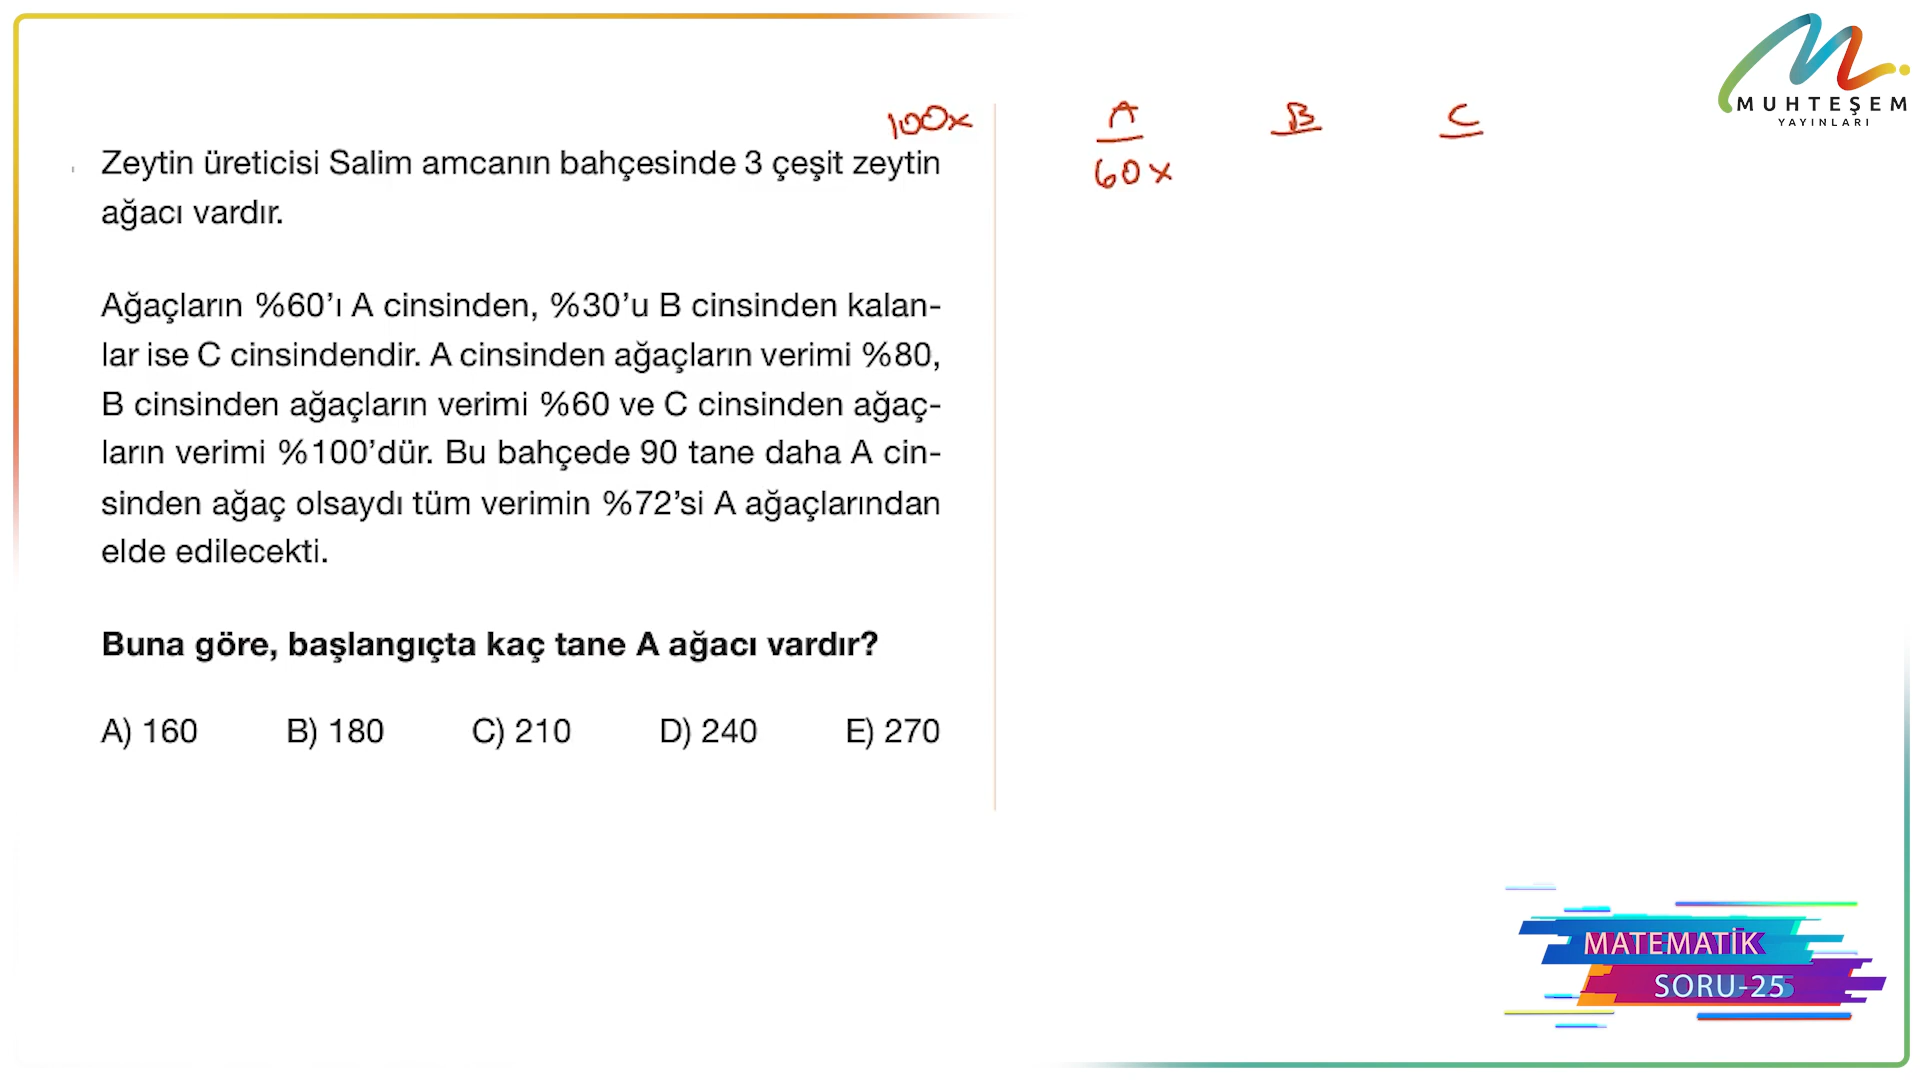 100x
Zeytin üreticisi Salim amcanın bahçesinde 3 çeşit zeytin
ağacı vardır.
Ağaçların %60'ı A cinsinden, %30'u B cinsinden kalan-
lar ise C cinsindendir. A cinsinden ağaçların verimi %80,
B cinsinden ağaçların verimi %60 ve C cinsinden ağaç-
ların verimi %100'dür. Bu bahçede 90 tane daha A cin-
sinden ağaç olsaydı tüm verimin %72'si A ağaçlarından
elde edilecekti.
Buna göre, başlangıçta kaç tane A ağacı vardır?
A) 160 B) 180 C) 210 D) 240 E) 270
A B C
60x
MUHTEŞEM
YAYINLARI
MATEMATİK
SORU-25